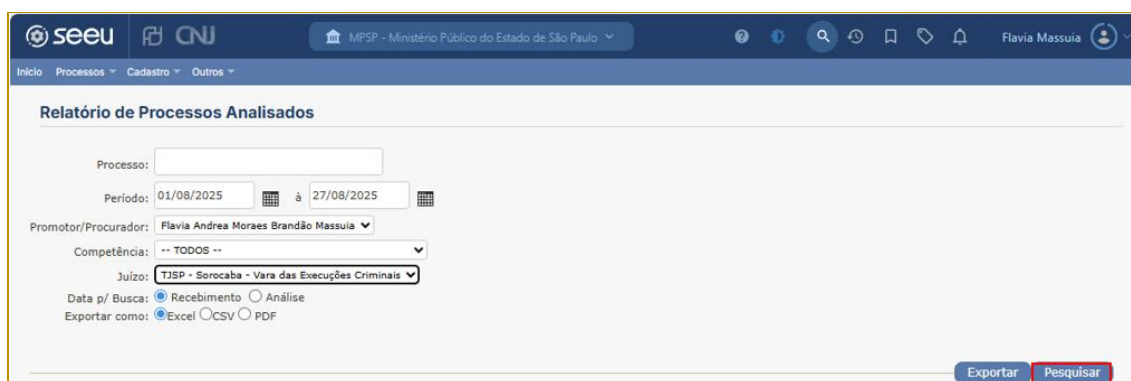 seeu CNJ MPSP - Ministério Público do Estado de São Paulo Flavia Massuia
Início Processos Cadastro Outros
Relatório de Processos Analisados
Processo:
Período: 01/08/2025 à 27/08/2025
Promotor/Procurador: Flavia Andrea Moraes Brandão Massuia
Competência: -- TODOS --
Juízo: TJSP - Sorocaba - Vara das Execuções Criminais
Data p/ Busca: Recebimento Análise
Exportar como: Excel CSV PDF
Exportar Pesquisar